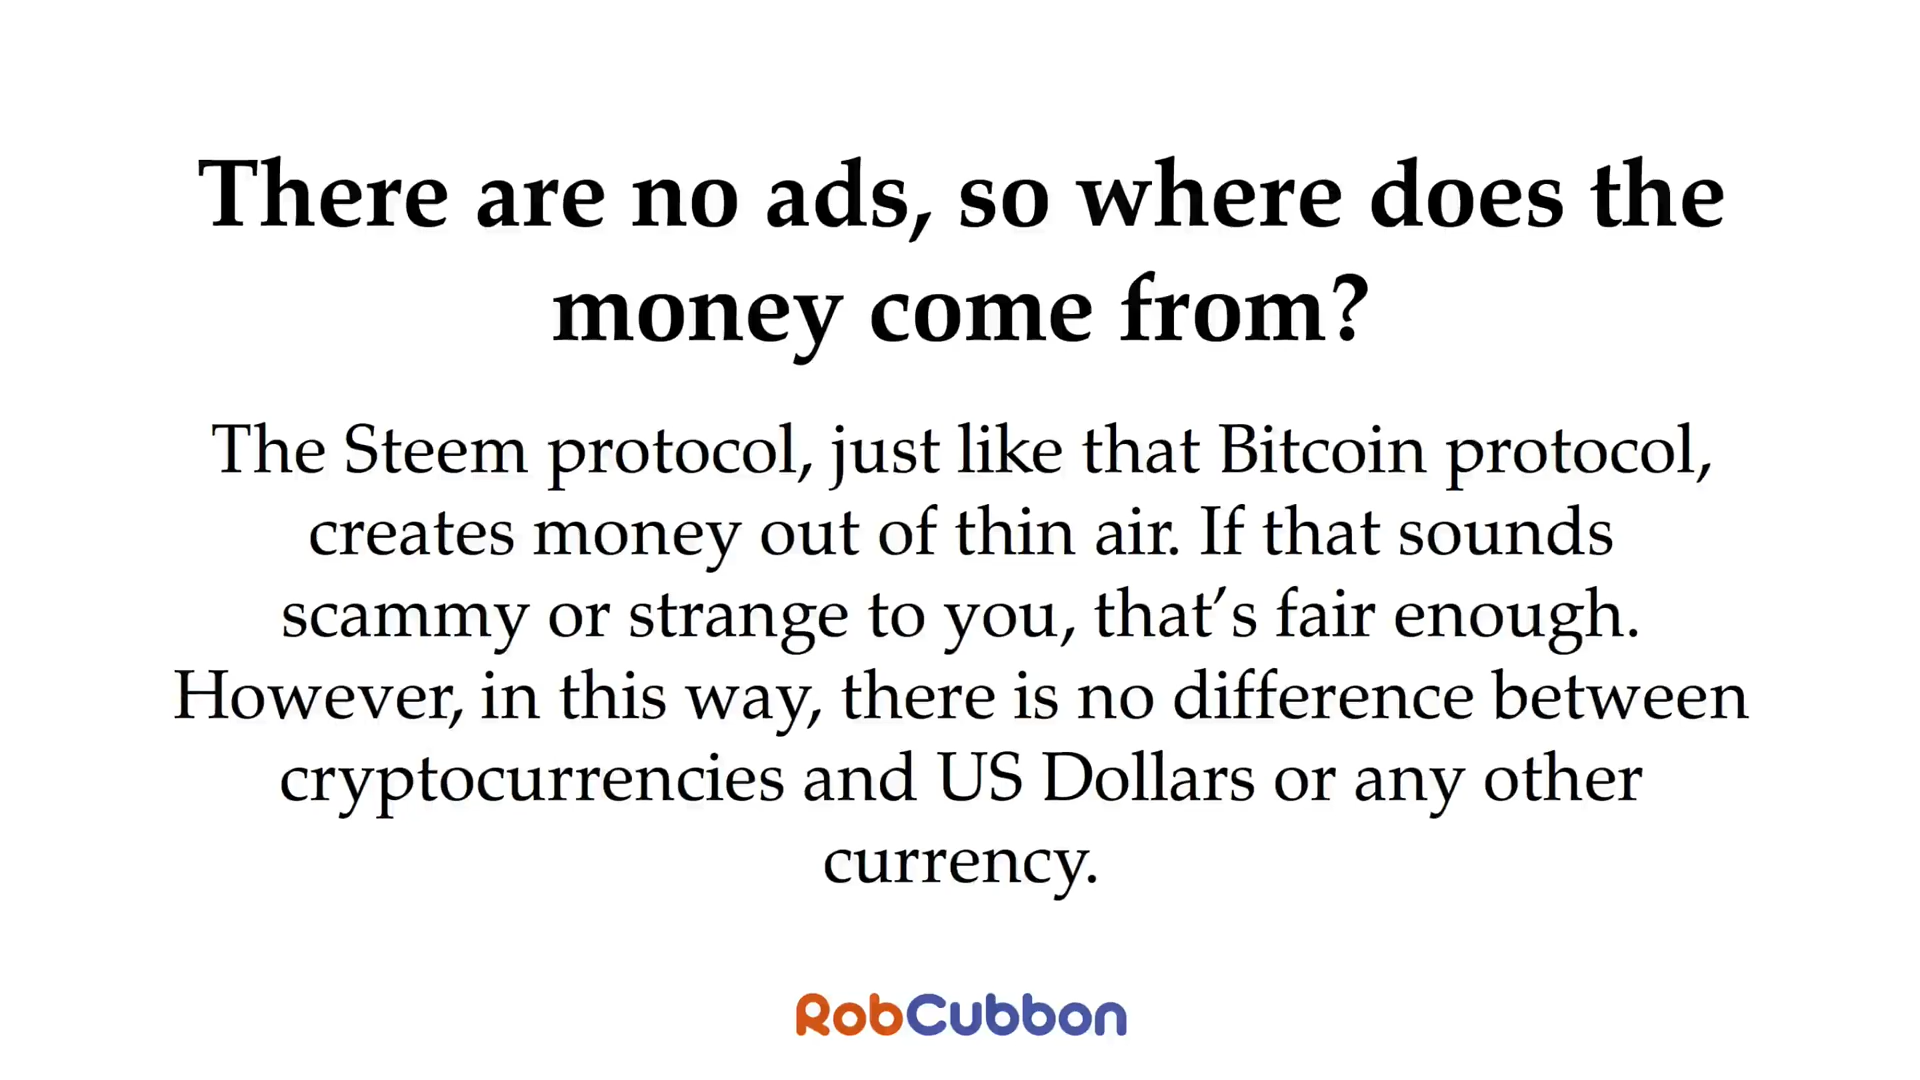 There are no ads, so where does the
money come from?
The Steem protocol, just like that Bitcoin protocol,
creates money out of thin air. If that sounds
scammy or strange to you, that’s fair enough.
However, in this way, there is no difference between
cryptocurrencies and US Dollars or any other
currency.
RobCubbon